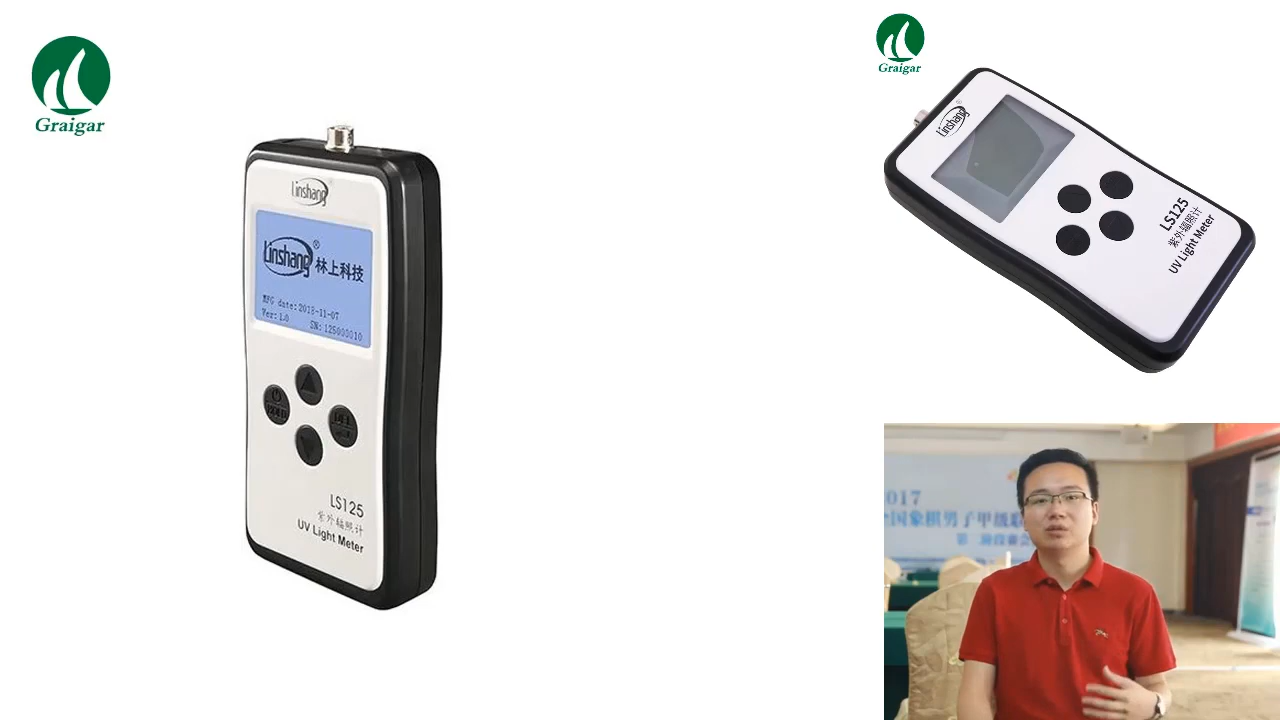 Graigar
Linshang
Linshang®
林上科技
MFG date:2018-11-07
Ver:1.0
SN:125000010
DEL
LS125
紫外辐照计
UV Light Meter
Graigar
Linshang
LS125
紫外辐照计
UV Light Meter
2017
全国象棋男子甲级联